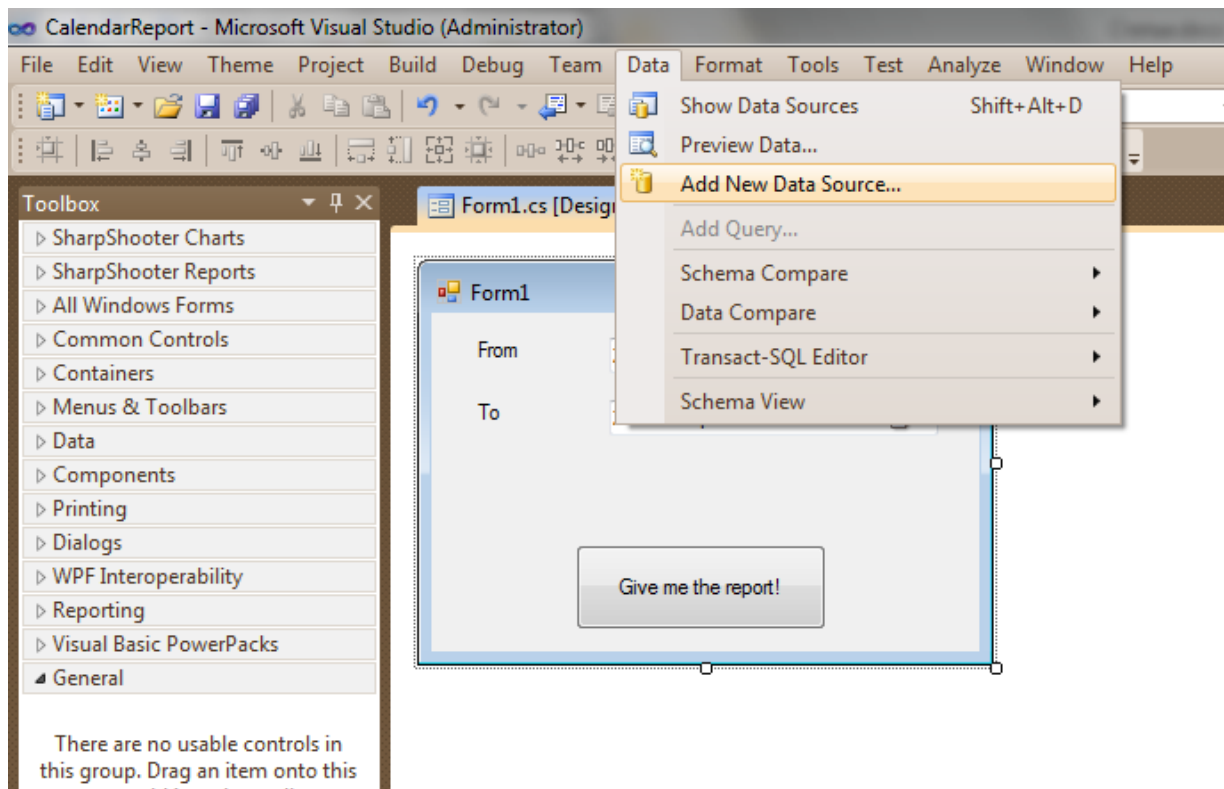 CalendarReport - Microsoft Visual Studio (Administrator)
File Edit View Theme Project Build Debug Team Data Format Tools Test Analyze Window Help
Show Data Sources Shift+Alt+D
Preview Data...
Add New Data Source...
Add Query...
Schema Compare
Data Compare
Transact-SQL Editor
Schema View
Toolbox
SharpShooter Charts
SharpShooter Reports
All Windows Forms
Common Controls
Containers
Menus & Toolbars
Data
Components
Printing
Dialogs
WPF Interoperability
Reporting
Visual Basic PowerPacks
General
There are no usable controls in
this group. Drag an item onto this
Form1.cs [Desig
Form1
From
To
Give me the report!